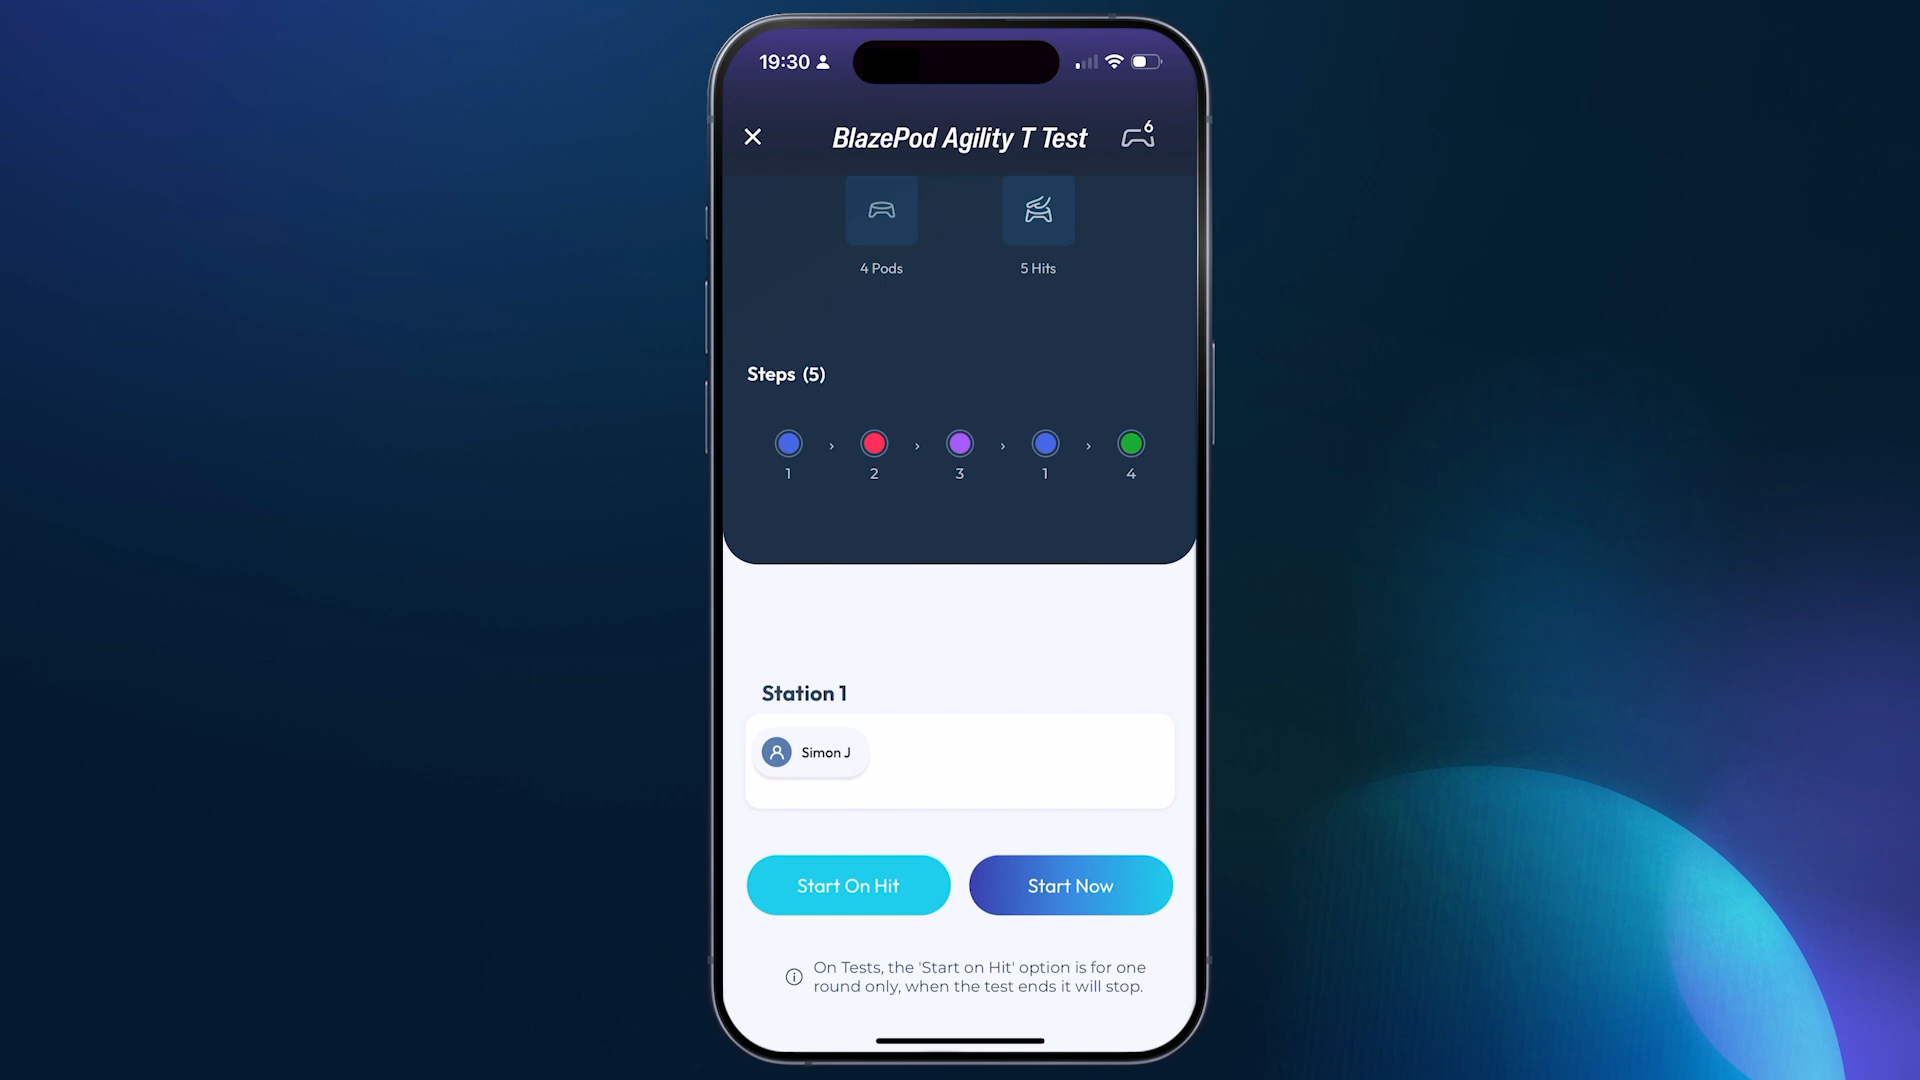 19:30
BlazePod Agility T Test
6
4 Pods
5 Hits
Steps (5)
1 2 3 1 4
Station 1
Simon J
Start On Hit
Start Now
On Tests, the 'Start on Hit' option is for one
round only, when the test ends it will stop.